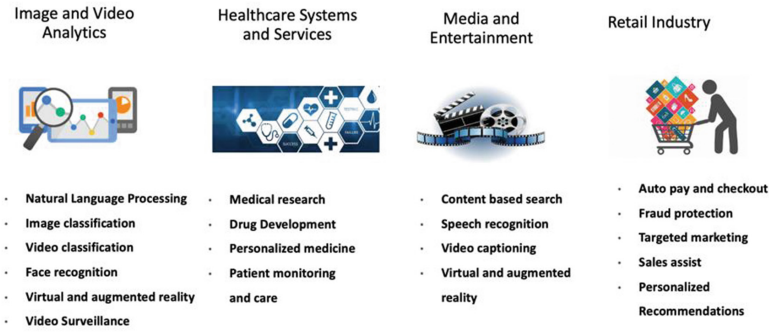 Image and Video
Analytics
Natural Language Processing
Image classification
Video classification
Face recognition
Virtual and augmented reality
Video Surveillance
Healthcare Systems
and Services
Medical research
Drug Development
Personalized medicine
Patient monitoring
and care
Media and
Entertainment
Content based search
Speech recognition
Video captioning
Virtual and augmented
reality
Retail Industry
Auto pay and checkout
Fraud protection
Targeted marketing
Sales assist
Personalized
Recommendations